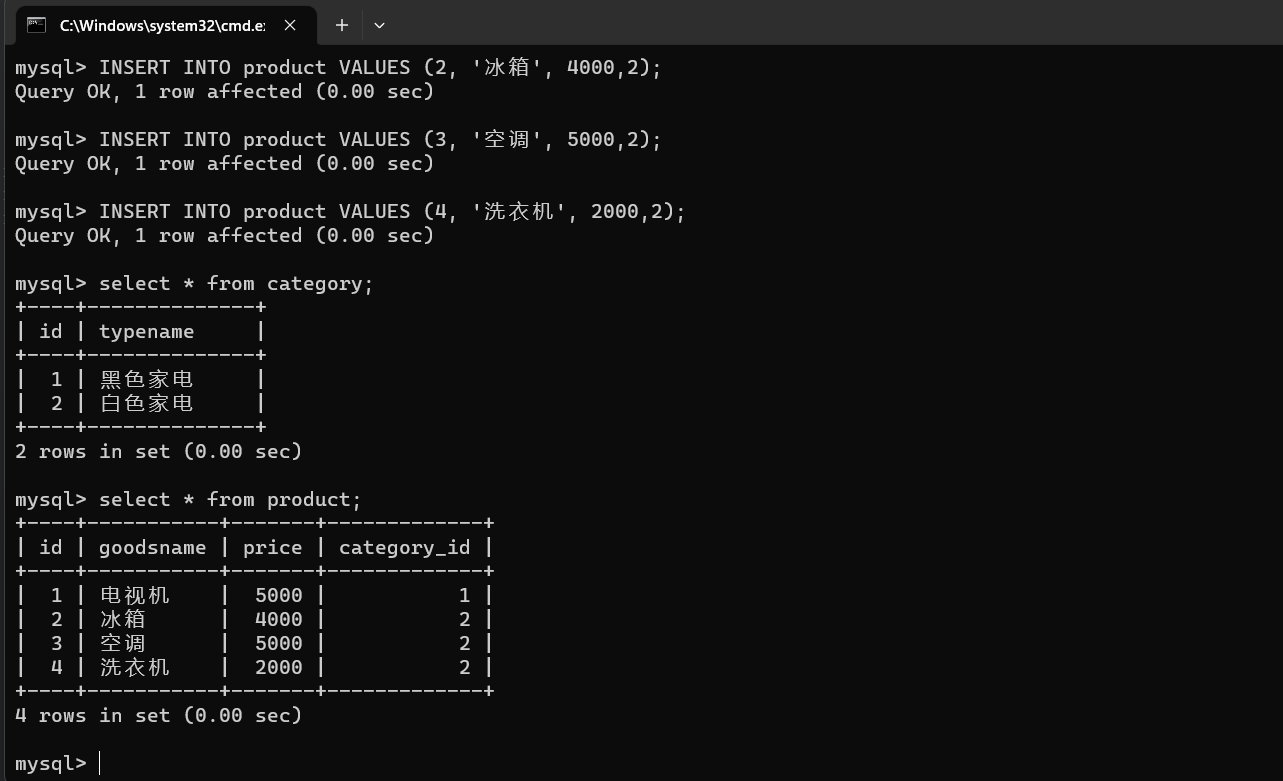 C:\Windows\system32\cmd.e
mysql> INSERT INTO product VALUES (2, '冰箱', 4000,2);
Query OK, 1 row affected (0.00 sec)
mysql> INSERT INTO product VALUES (3, '空调', 5000,2);
Query OK, 1 row affected (0.00 sec)
mysql> INSERT INTO product VALUES (4, '洗衣机', 2000,2);
Query OK, 1 row affected (0.00 sec)
mysql> select * from category;
+----+--------------+
| id | typename     |
+----+--------------+
|  1 | 黑色家电     |
|  2 | 白色家电     |
+----+--------------+
2 rows in set (0.00 sec)
mysql> select * from product;
+----+-----------+-------+-------------+
| id | goodsname | price | category_id |
+----+-----------+-------+-------------+
|  1 | 电视机    |  5000 |           1 |
|  2 | 冰箱      |  4000 |           2 |
|  3 | 空调      |  5000 |           2 |
|  4 | 洗衣机    |  2000 |           2 |
+----+-----------+-------+-------------+
4 rows in set (0.00 sec)
mysql>